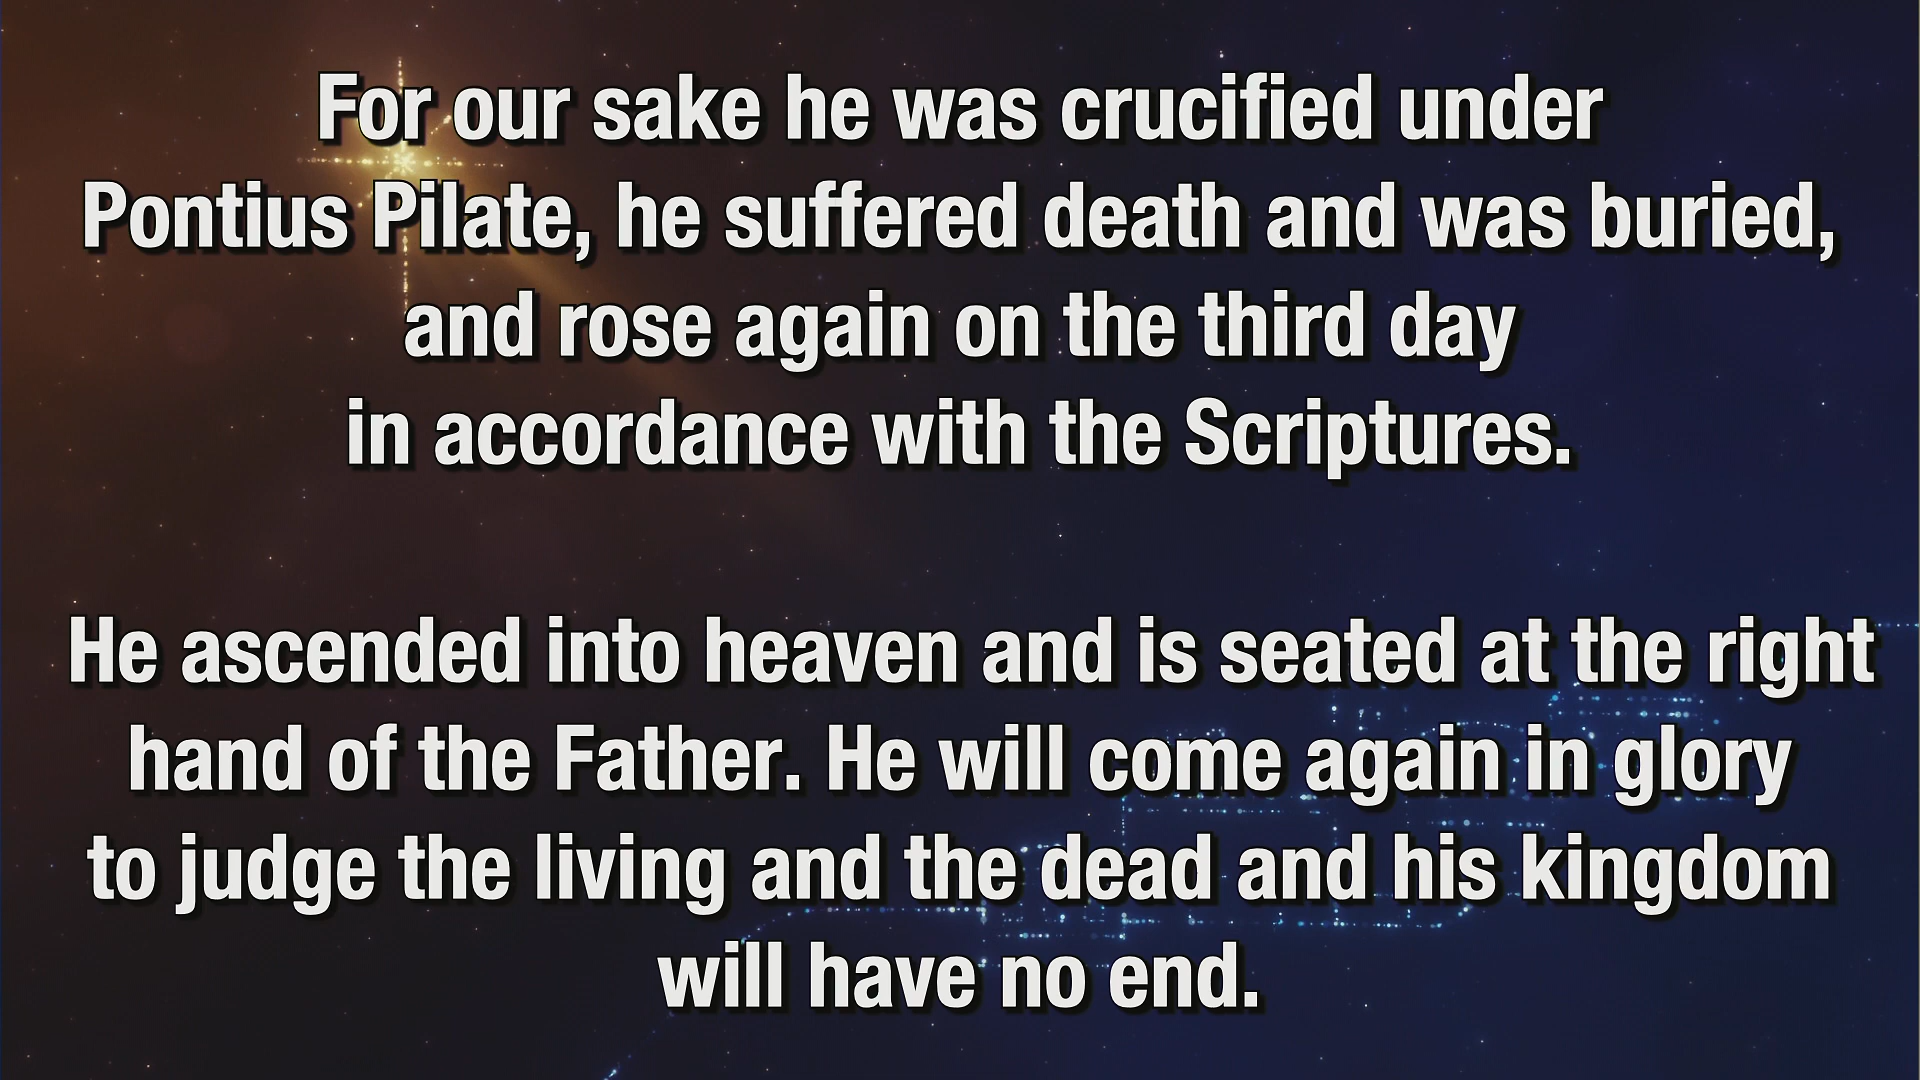 For our sake he was crucified under
Pontius Pilate, he suffered death and was buried,
and rose again on the third day
in accordance with the Scriptures.
He ascended into heaven and is seated at the right
hand of the Father. He will come again in glory
to judge the living and the dead and his kingdom
will have no end.